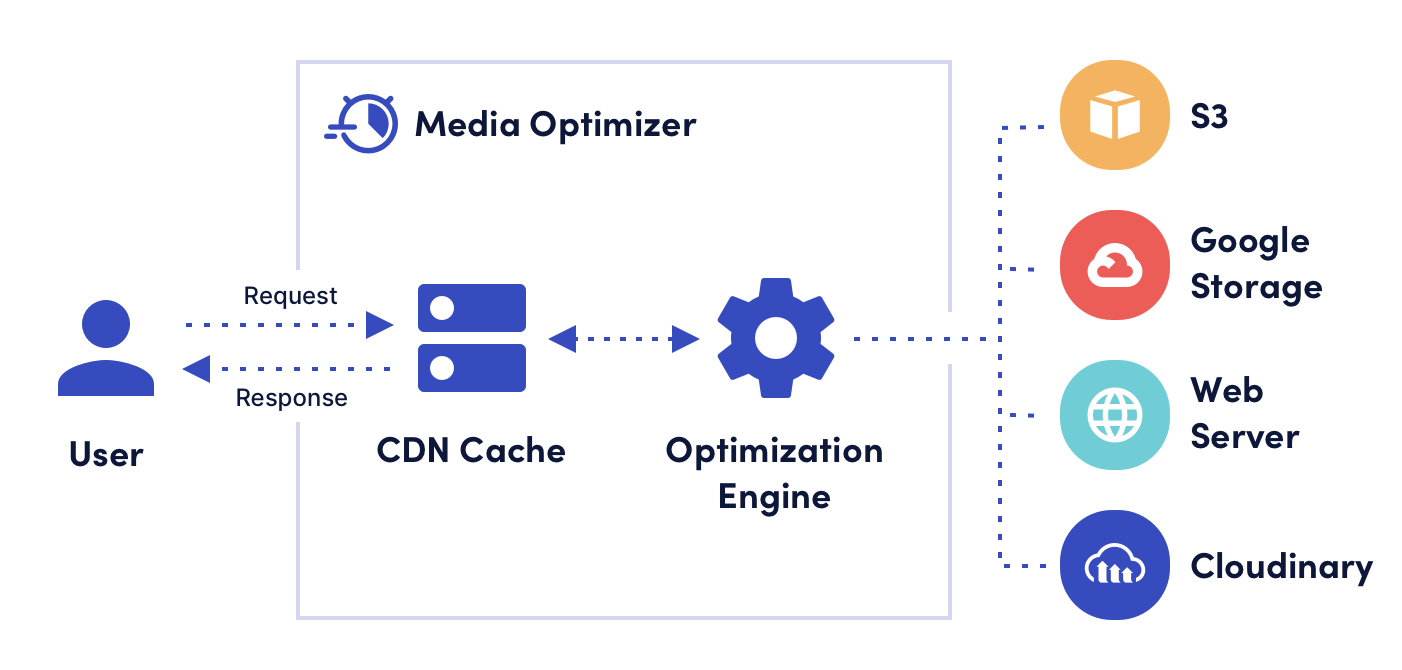 Media Optimizer
S3
Google
Storage
Request
Response
User
CDN Cache
Optimization
Engine
Web
Server
Cloudinary